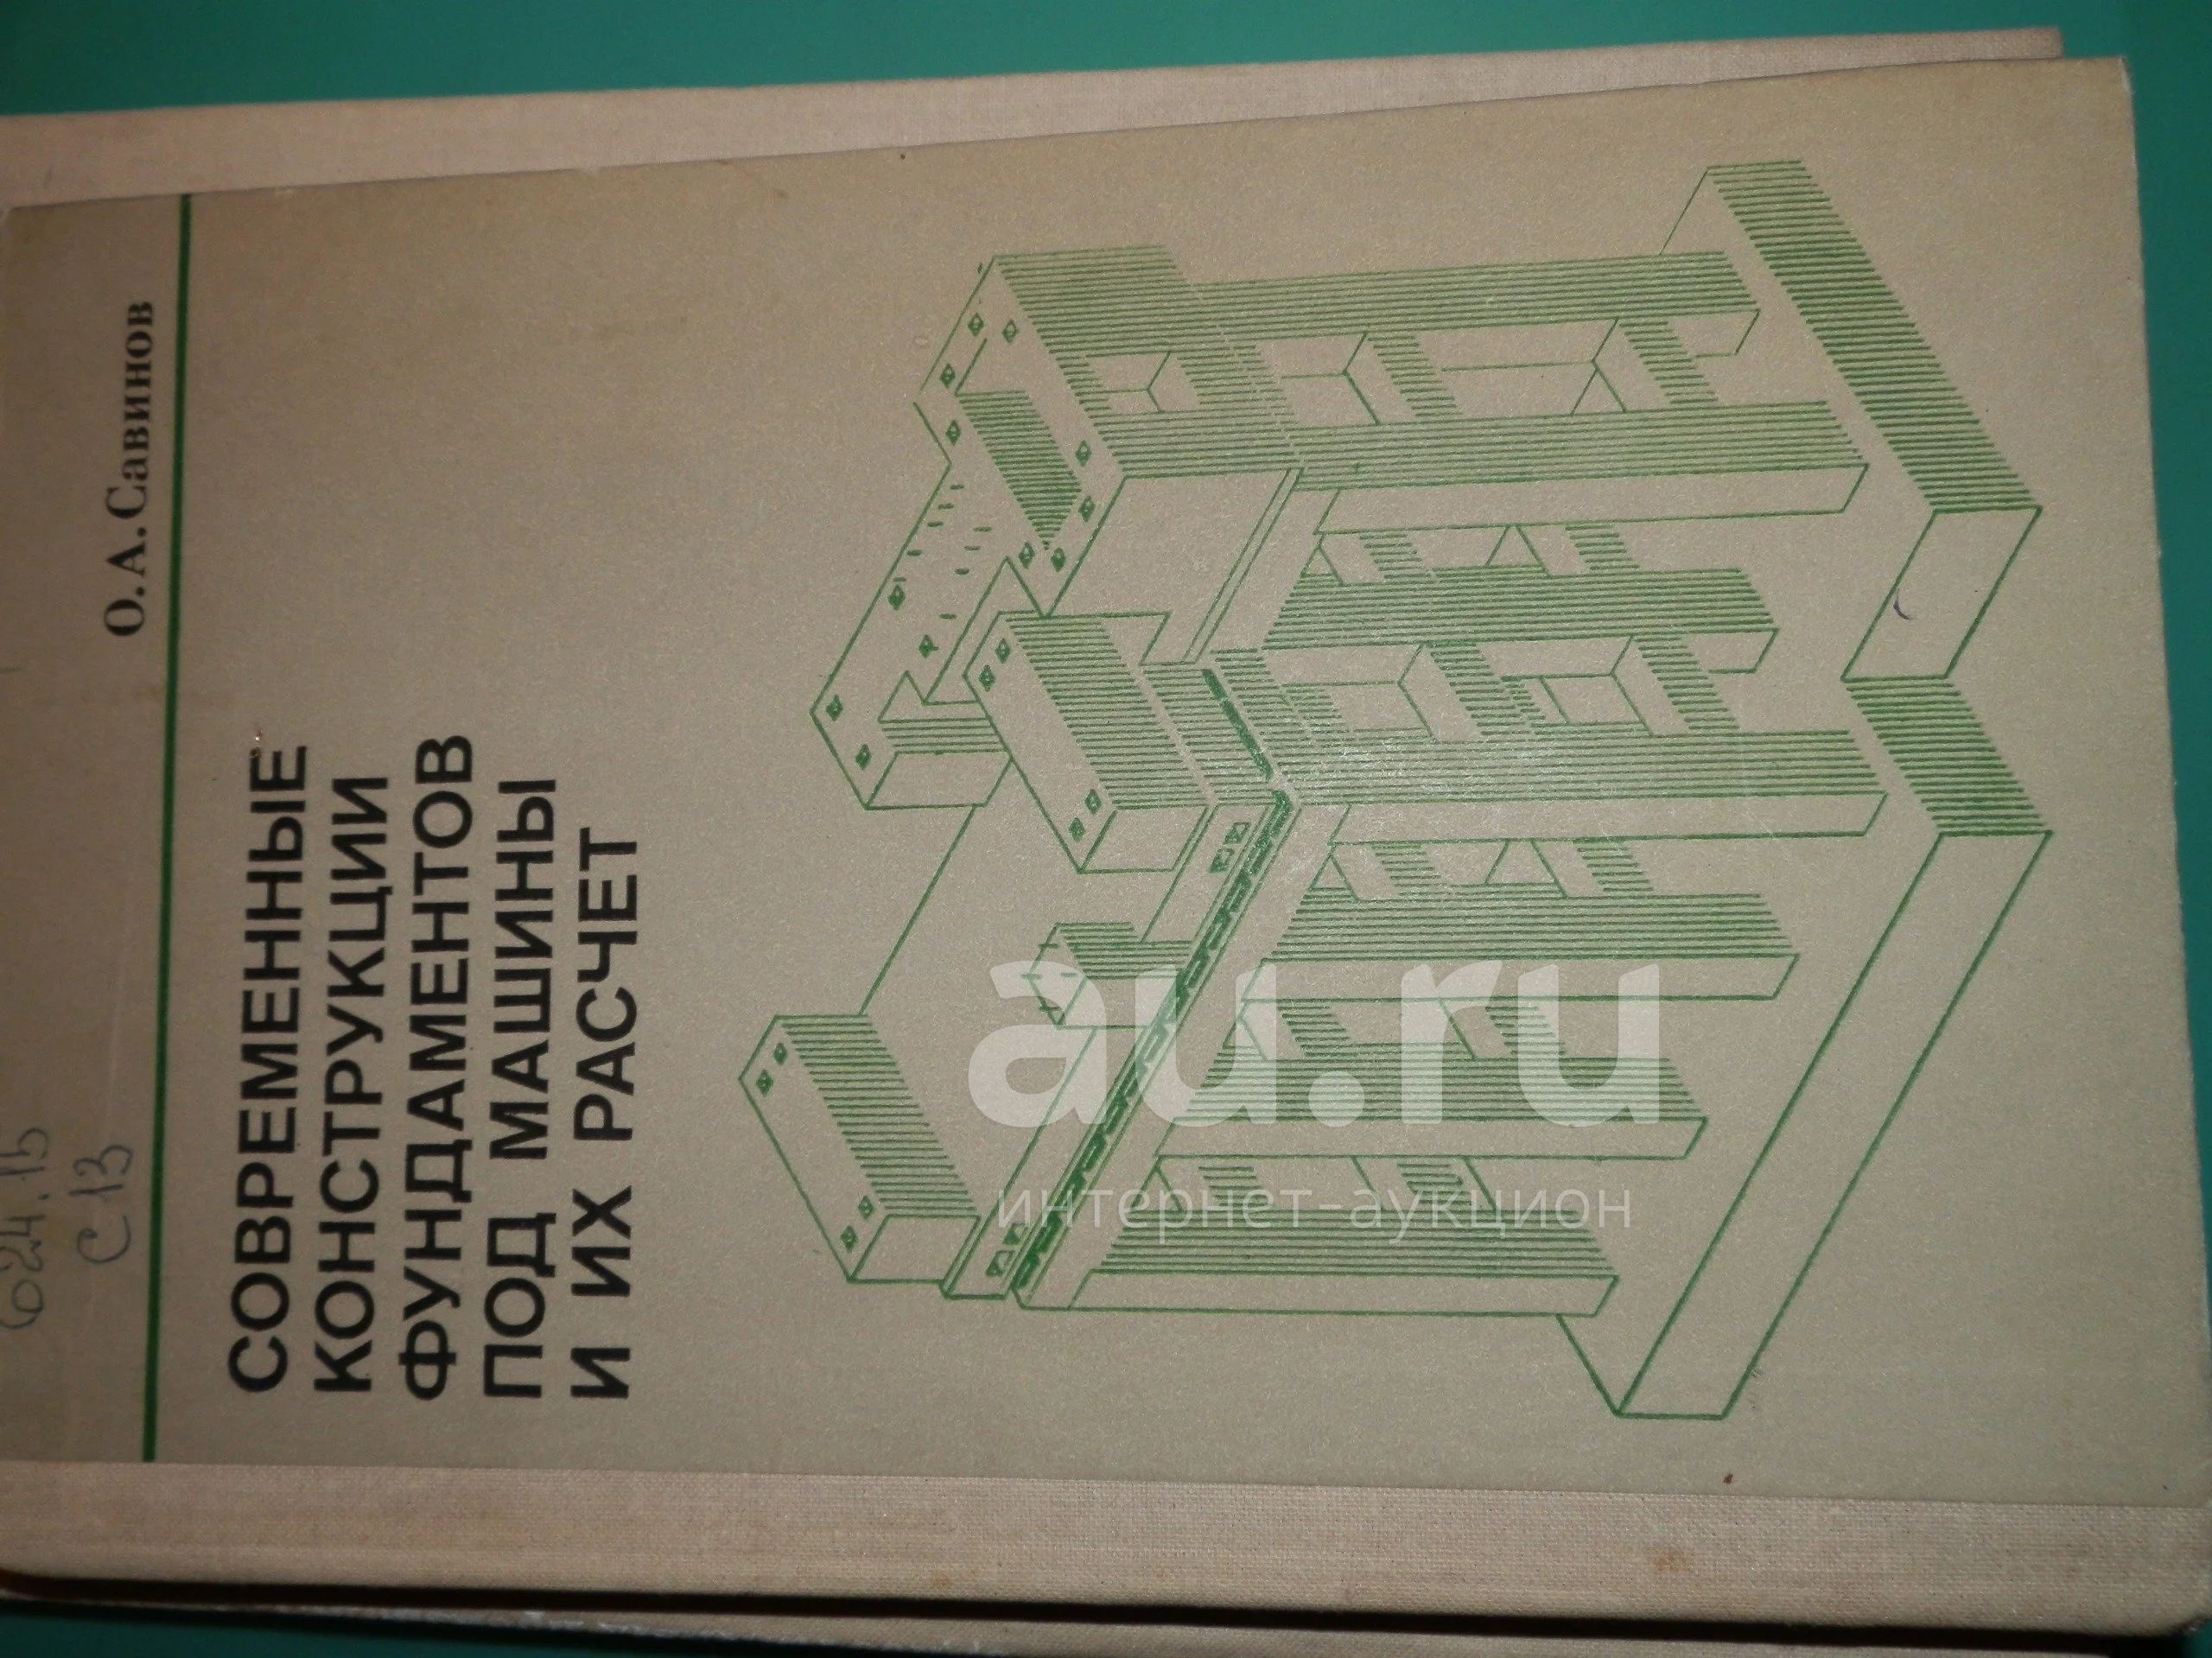 624.15
С13
О. А. Савинов
СОВРЕМЕННЫЕ
КОНСТРУКЦИИ
ФУНДАМЕНТОВ
ПОД МАШИНЫ
И ИХ РАСЧЕТ
au.ru
интернет-аукцион